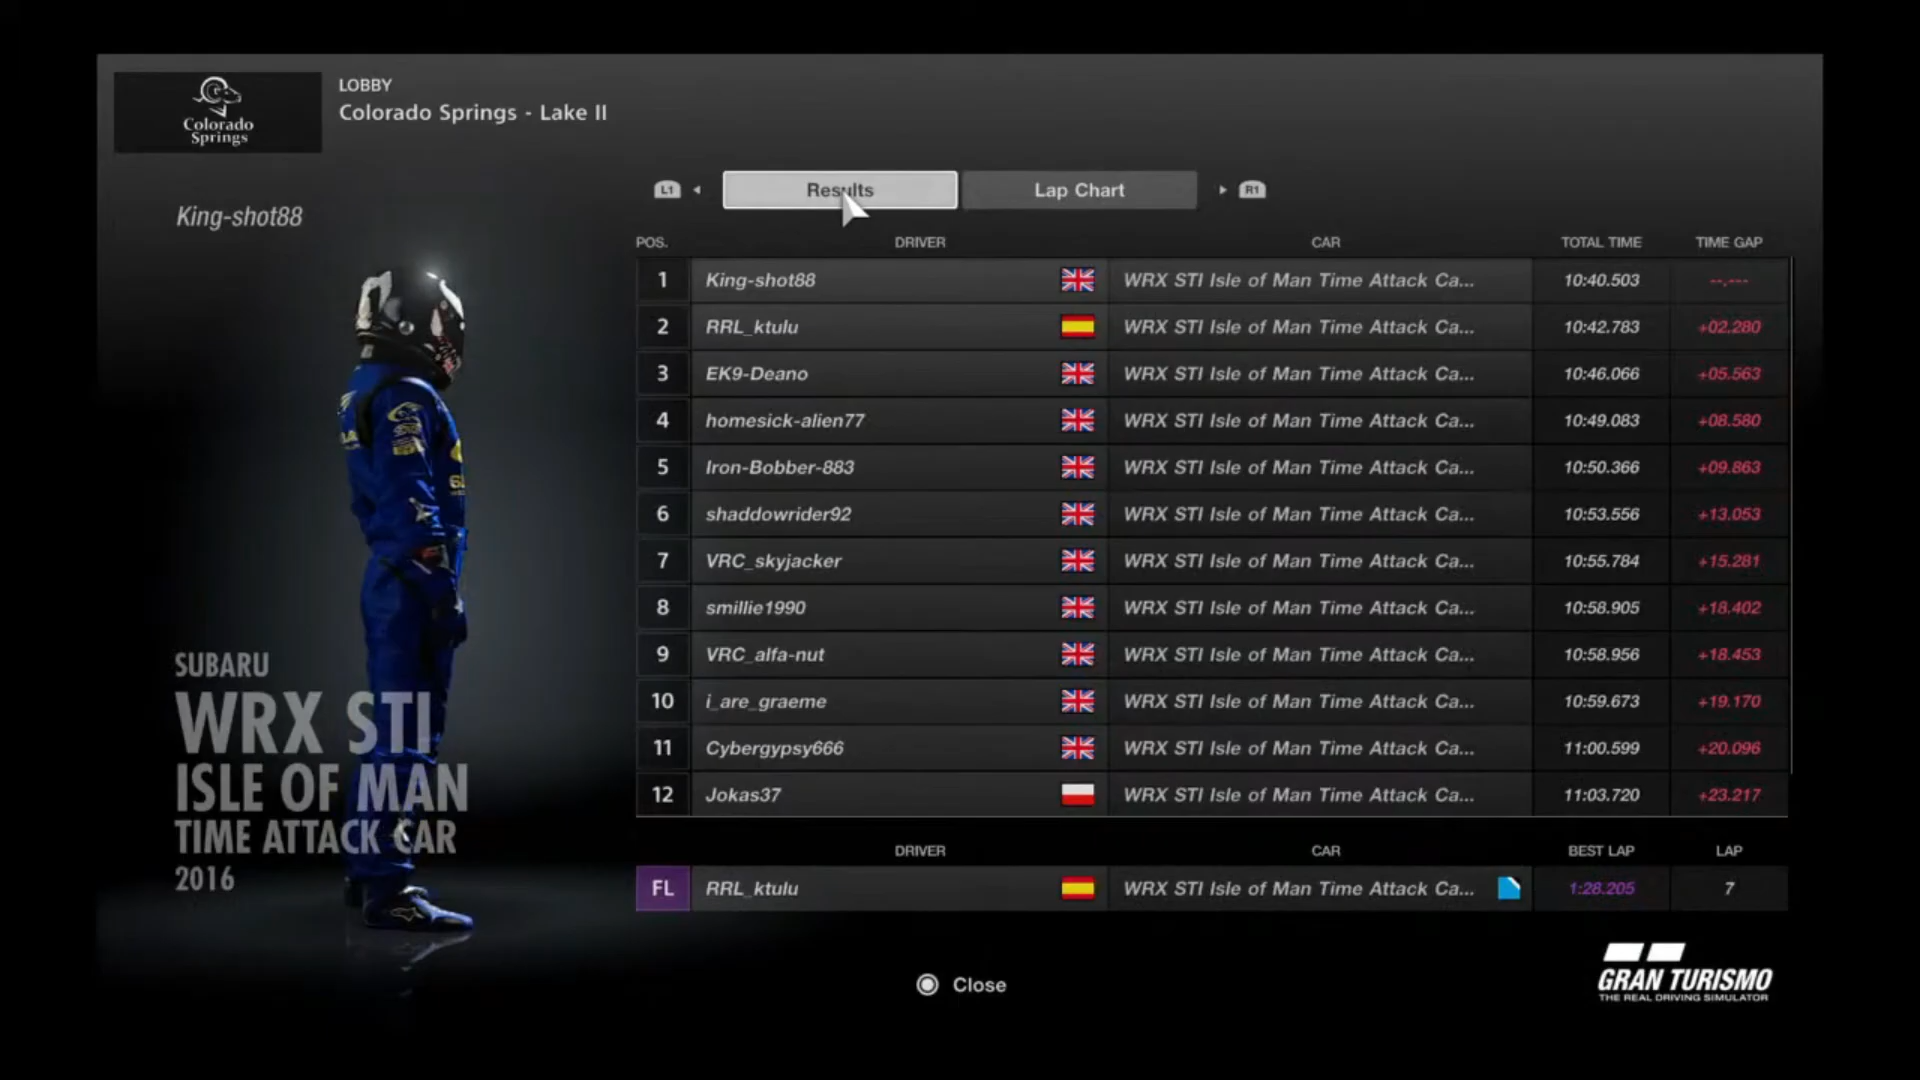 Colorado
Springs
LOBBY
Colorado Springs - Lake II
King-shot88
L1 Results Lap Chart R1
POS. DRIVER CAR TOTAL TIME TIME GAP
1 King-shot88 WRX STI Isle of Man Time Attack Ca... 10:40.503 --.---
2 RRL_ktulu WRX STI Isle of Man Time Attack Ca... 10:42.783 +02.280
3 EK9-Deano WRX STI Isle of Man Time Attack Ca... 10:46.066 +05.563
4 homesick-alien77 WRX STI Isle of Man Time Attack Ca... 10:49.083 +08.580
5 Iron-Bobber-883 WRX STI Isle of Man Time Attack Ca... 10:50.366 +09.863
6 shaddowrider92 WRX STI Isle of Man Time Attack Ca... 10:53.556 +13.053
7 VRC_skyjacker WRX STI Isle of Man Time Attack Ca... 10:55.784 +15.281
8 smillie1990 WRX STI Isle of Man Time Attack Ca... 10:58.905 +18.402
9 VRC_alfa-nut WRX STI Isle of Man Time Attack Ca... 10:58.956 +18.453
10 i_are_graeme WRX STI Isle of Man Time Attack Ca... 10:59.673 +19.170
11 Cybergypsy666 WRX STI Isle of Man Time Attack Ca... 11:00.599 +20.096
12 Jokas37 WRX STI Isle of Man Time Attack Ca... 11:03.720 +23.217
DRIVER CAR BEST LAP LAP
FL RRL_ktulu WRX STI Isle of Man Time Attack Ca... 1:28.205 7
SUBARU
WRX STI
ISLE OF MAN
TIME ATTACK CAR
2016
Close
GRAN TURISMO
THE REAL DRIVING SIMULATOR